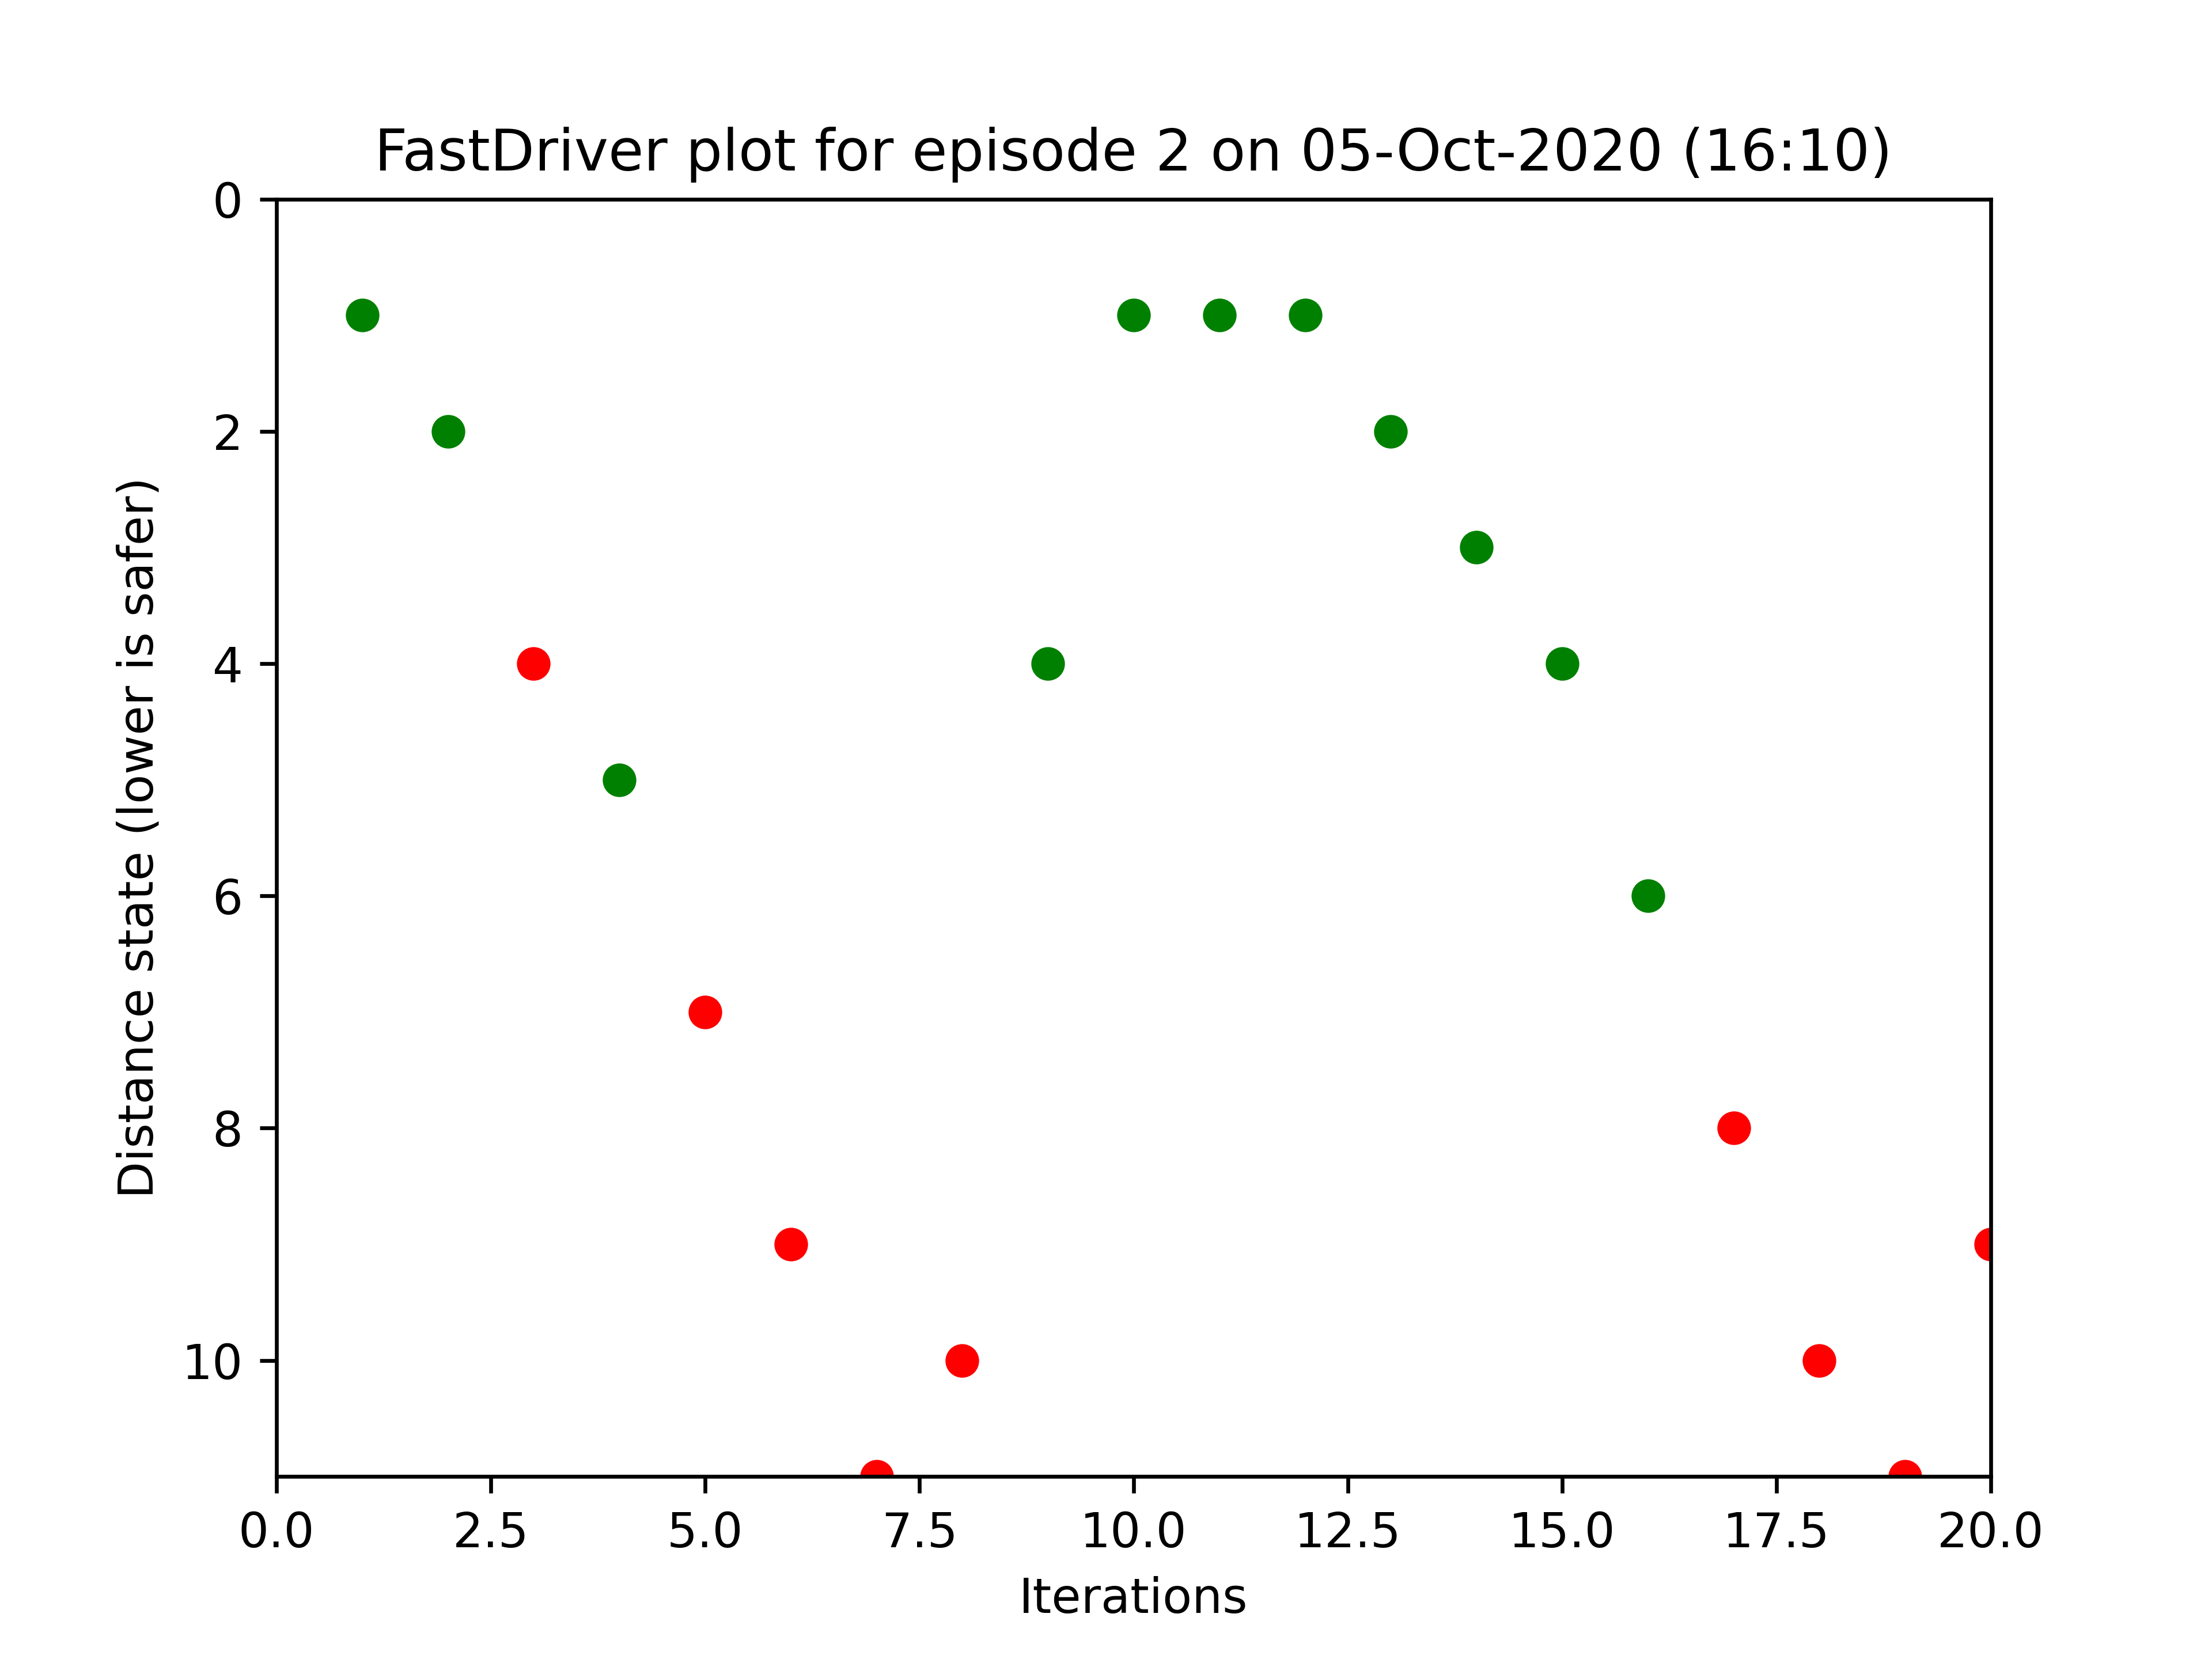 FastDriver plot for episode 2 on 05-Oct-2020 (16:10)
0
2
4
6
8
10
Distance state (lower is safer)
0.0 2.5 5.0 7.5 10.0 12.5 15.0 17.5 20.0
Iterations